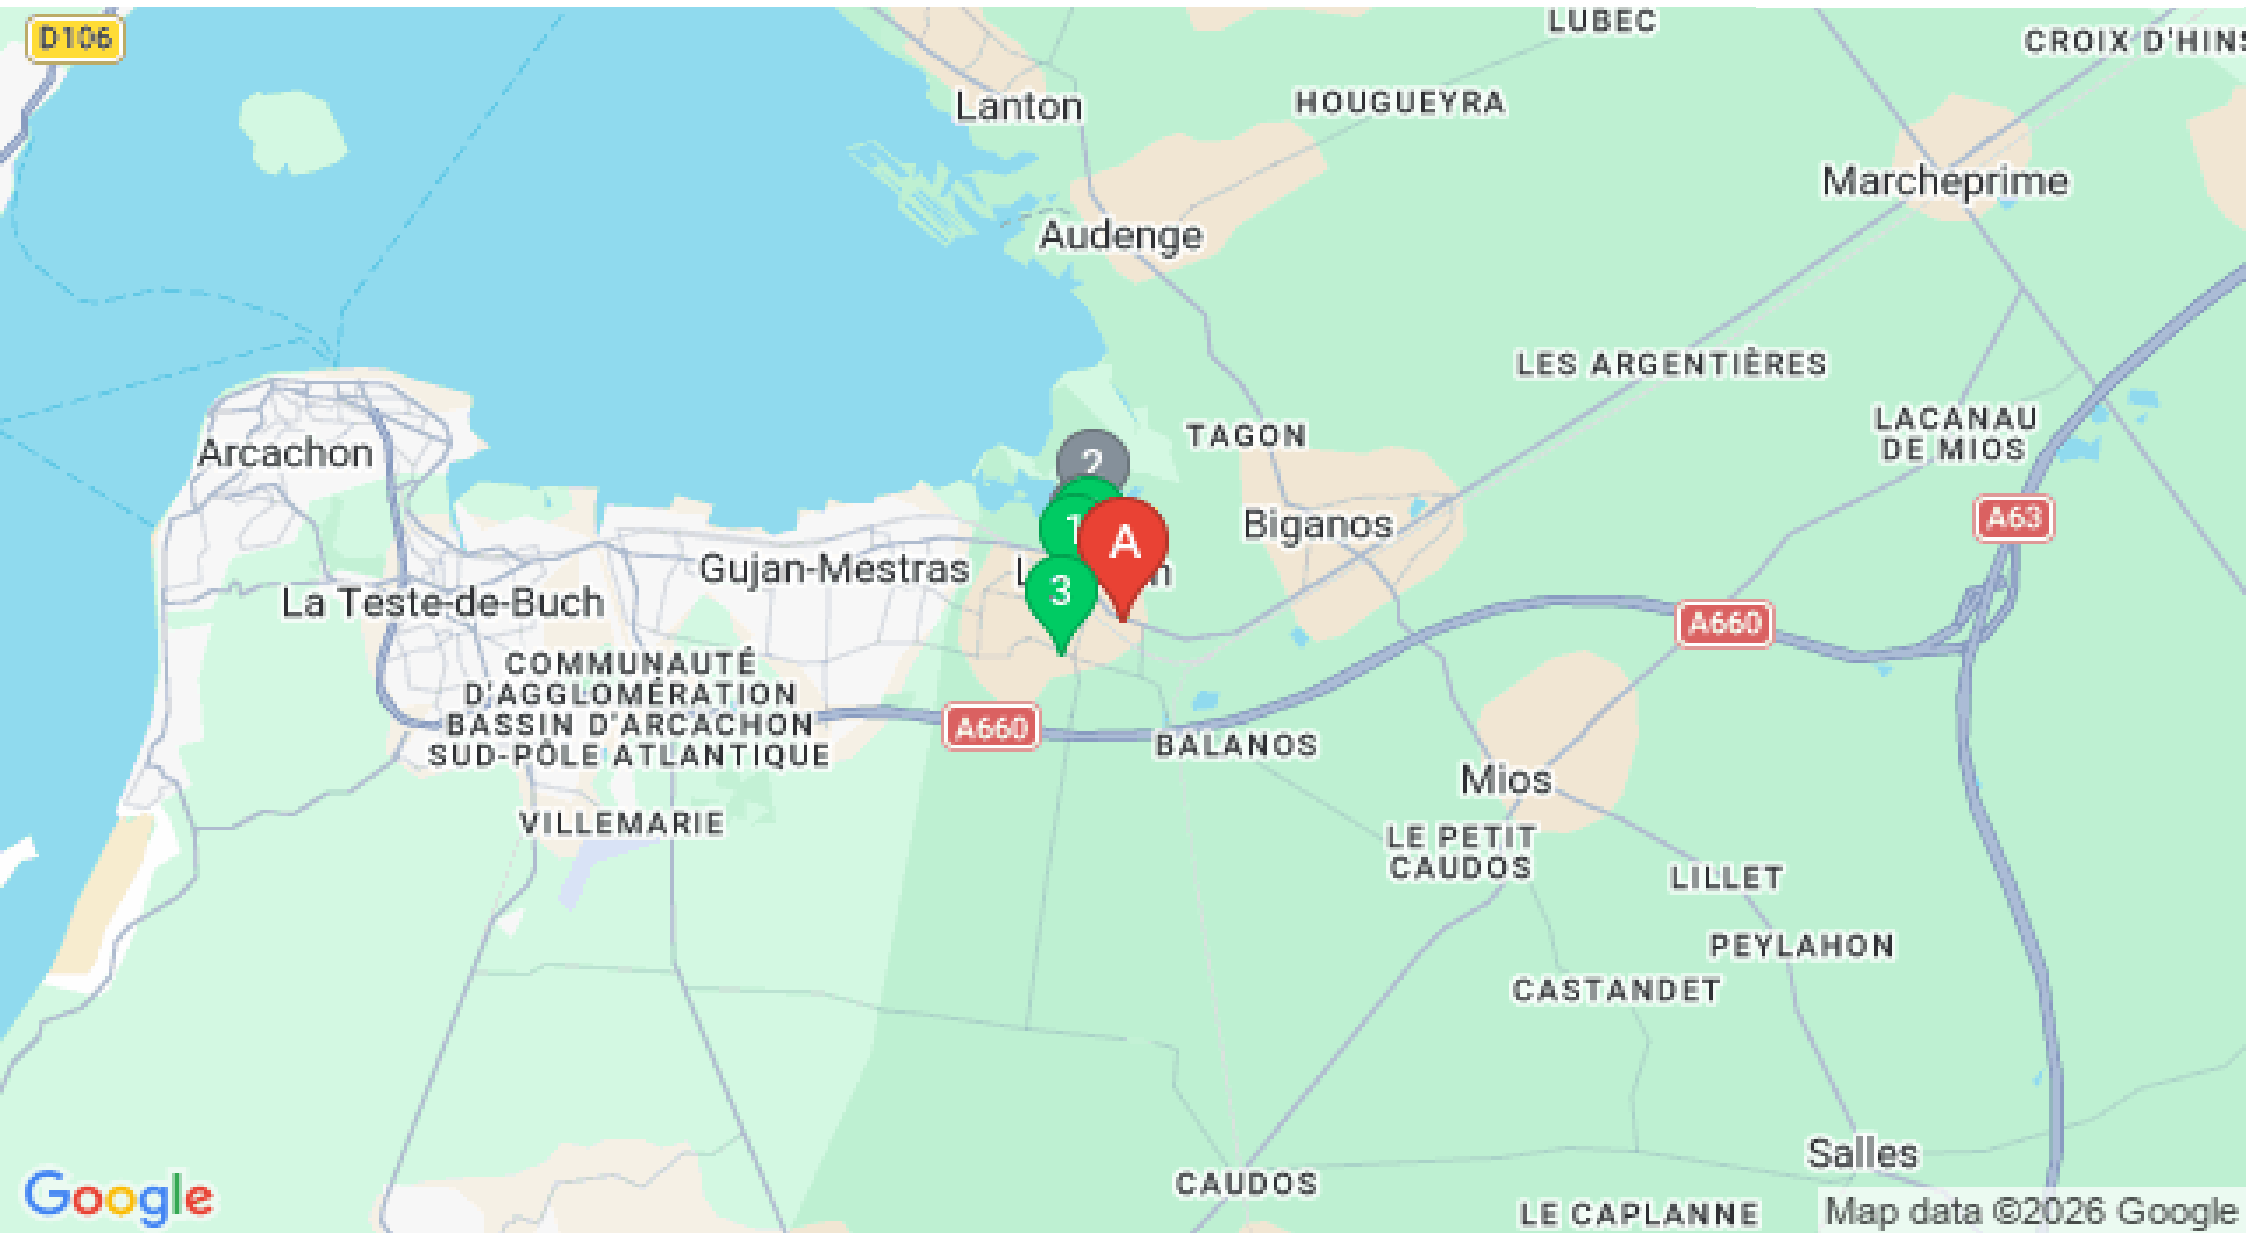 D106
LUBEC
CROIX D'HINS
Lanton
HOUGUEYRA
Marcheprime
Audenge
LES ARGENTIÈRES
LACANAU
DE MIOS
TAGON
Arcachon
2
1
A
Biganos
A63
Gujan-Mestras
3
La Teste-de-Buch
A660
COMMUNAUTÉ
D'AGGLOMÉRATION
BASSIN D'ARCACHON
SUD-PÔLE ATLANTIQUE
A660
BALANOS
Mios
VILLEMARIE
LE PETIT
CAUDOS
LILLET
PEYLAHON
CASTANDET
Salles
CAUDOS
LE CAPLANNE
Google
Map data ©2026 Google